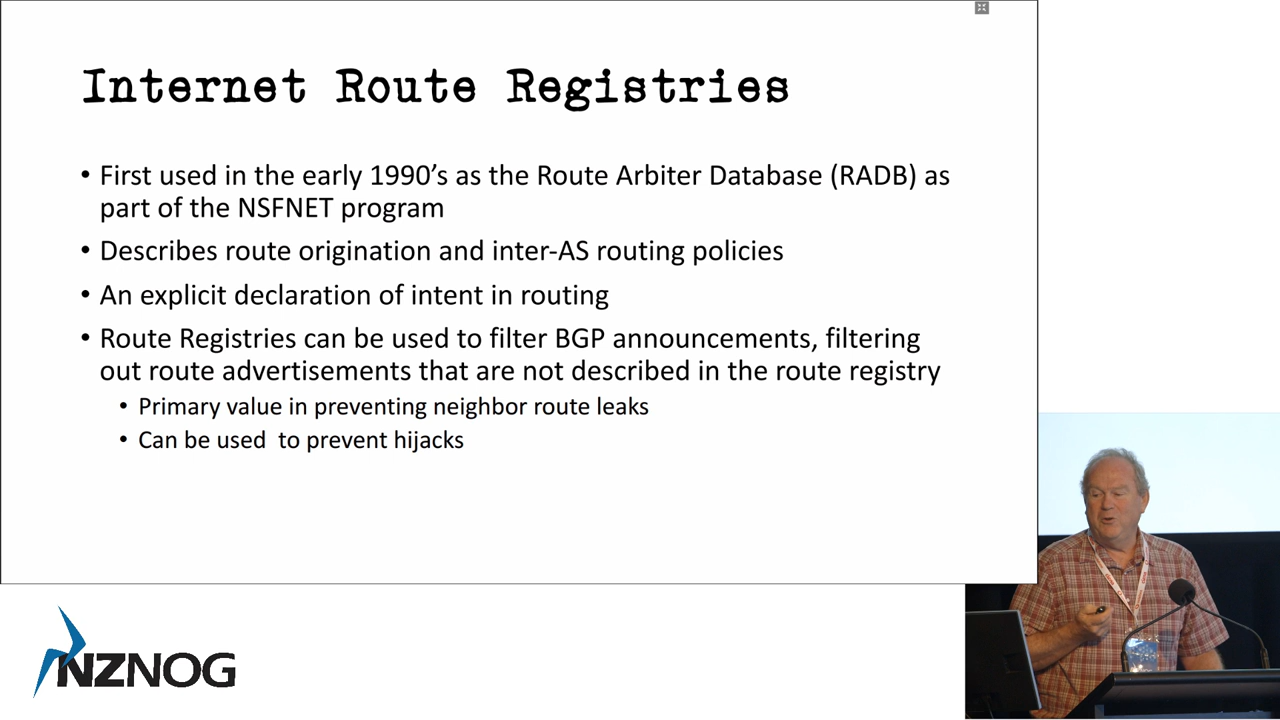 Internet Route Registries
• First used in the early 1990's as the Route Arbiter Database (RADB) as
part of the NSFNET program
• Describes route origination and inter-AS routing policies
• An explicit declaration of intent in routing
• Route Registries can be used to filter BGP announcements, filtering
out route advertisements that are not described in the route registry
• Primary value in preventing neighbor route leaks
• Can be used  to prevent hijacks
NZNOG